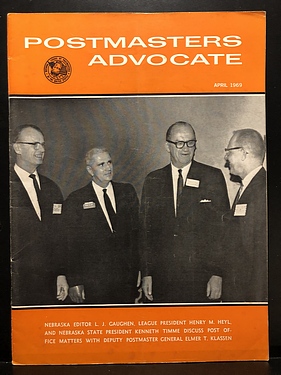 POSTMASTERS
ADVOCATE
APRIL 1969
NEBRASKA EDITOR L. J. GAUGHEN, LEAGUE PRESIDENT HENRY M. HEYL,
AND NEBRASKA STATE PRESIDENT KENNETH TIMME DISCUSS POST OF-
FICE MATTERS WITH DEPUTY POSTMASTER GENERAL ELMER T. KLASSEN